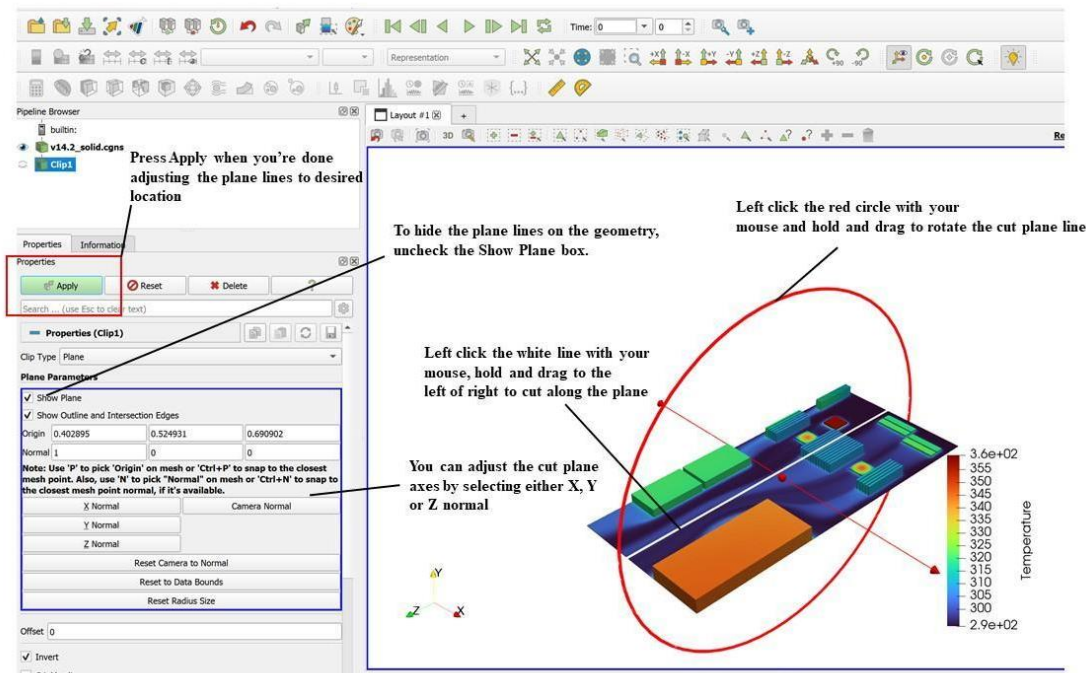 Time: 0 0
Representation
+X -X +Y -Y +Z -Z +90 -90
Pipeline Browser
Layout #1
+
3D
Re
builtin:
v14.2_solid.cgns
Clip1
Press Apply when you're done
adjusting the plane lines to desired
location
To hide the plane lines on the geometry,
uncheck the Show Plane box.
Left click the red circle with your
mouse and hold and drag to rotate the cut plane line
Left click the white line with your
mouse, hold and drag to the
left of right to cut along the plane
You can adjust the cut plane
axes by selecting either X, Y
or Z normal
Properties Information
Properties
Apply Reset Delete ?
Search ... (use Esc to clear text)
Properties (Clip1)
Clip Type Plane
Plane Parameters
Show Plane
Show Outline and Intersection Edges
Origin 0.402895 0.524931 0.690902
Normal 1 0 0
Note: Use 'P' to pick 'Origin' on mesh or 'Ctrl+P' to snap to the closest
mesh point. Also, use 'N' to pick "Normal" on mesh or 'Ctrl+N' to snap to
the closest mesh point normal, if it's available.
X Normal Camera Normal
Y Normal
Z Normal
Reset Camera to Normal
Reset to Data Bounds
Reset Radius Size
Offset 0
Invert
Y
Z X
3.6e+02
355
350
345
340
335
330
325
320
315
310
305
300
2.9e+02
Temperature